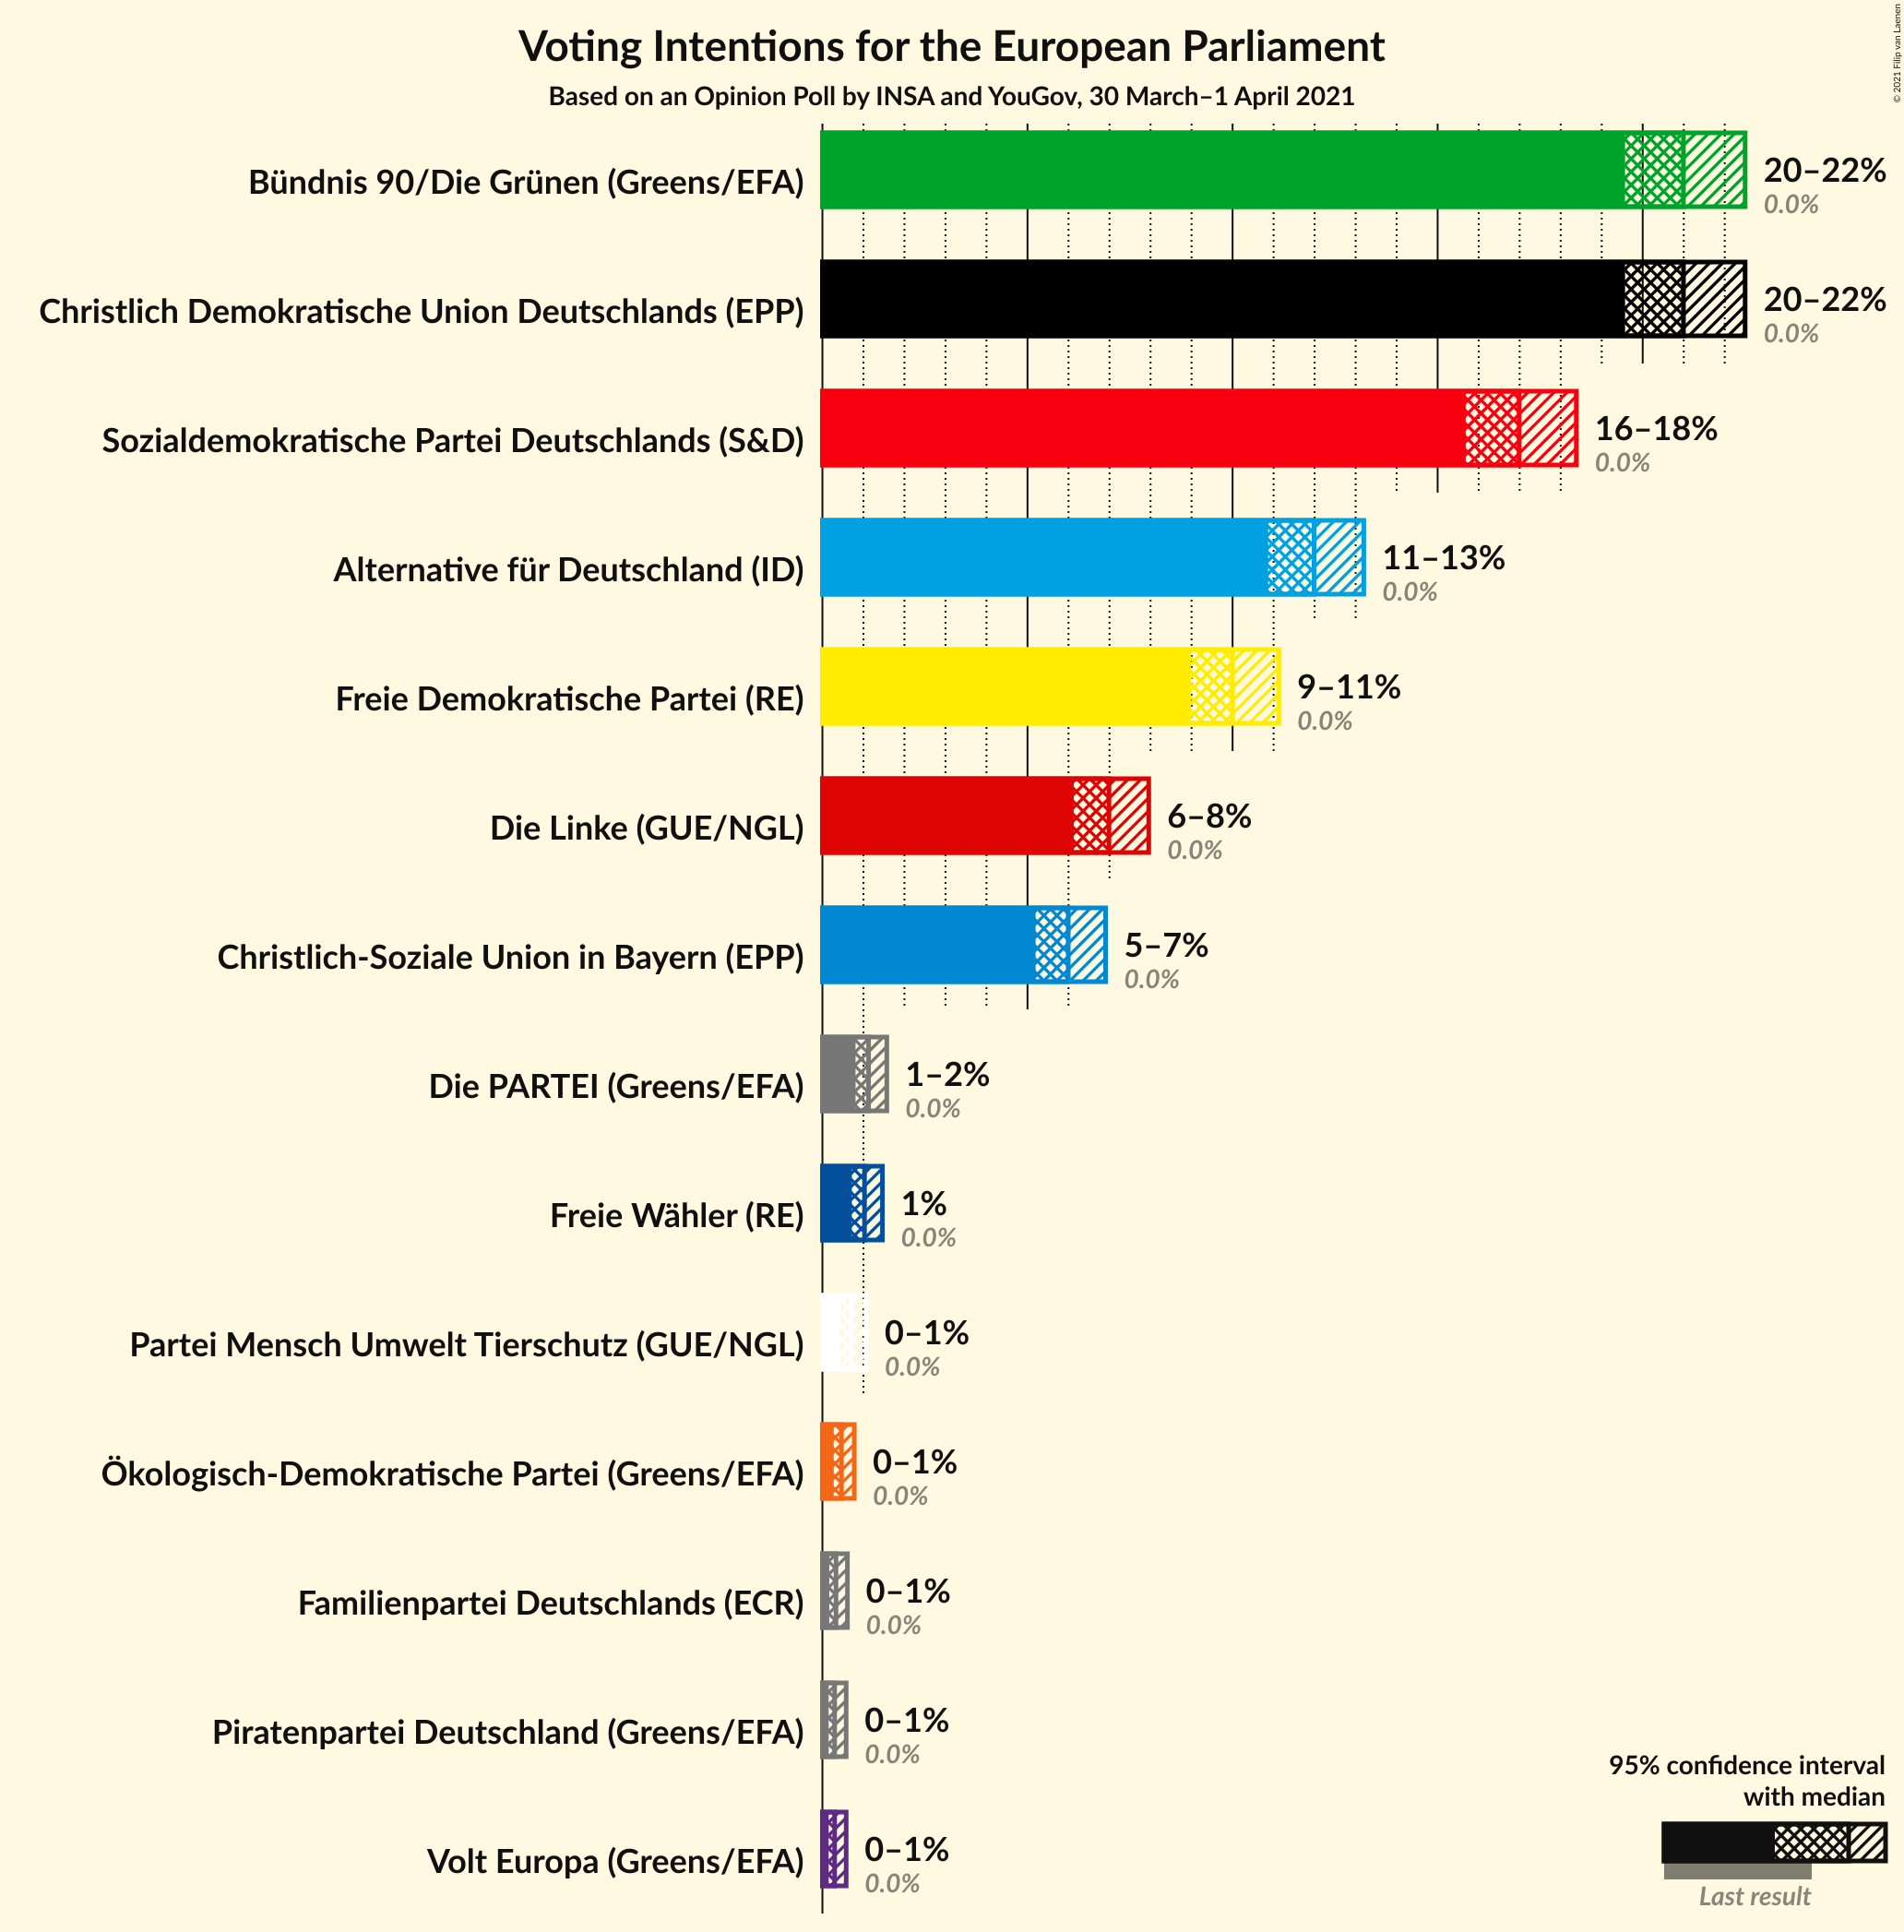 Voting Intentions for the European Parliament
Based on an Opinion Poll by INSA and YouGov, 30 March–1 April 2021
© 2021 Filip van Laenen
Bündnis 90/Die Grünen (Greens/EFA)
20–22%
0.0%
Christlich Demokratische Union Deutschlands (EPP)
20–22%
0.0%
Sozialdemokratische Partei Deutschlands (S&D)
16–18%
0.0%
Alternative für Deutschland (ID)
11–13%
0.0%
Freie Demokratische Partei (RE)
9–11%
0.0%
Die Linke (GUE/NGL)
6–8%
0.0%
Christlich-Soziale Union in Bayern (EPP)
5–7%
0.0%
Die PARTEI (Greens/EFA)
1–2%
0.0%
Freie Wähler (RE)
1%
0.0%
Partei Mensch Umwelt Tierschutz (GUE/NGL)
0–1%
0.0%
Ökologisch-Demokratische Partei (Greens/EFA)
0–1%
0.0%
Familienpartei Deutschlands (ECR)
0–1%
0.0%
Piratenpartei Deutschland (Greens/EFA)
0–1%
0.0%
Volt Europa (Greens/EFA)
0–1%
0.0%
95% confidence interval
with median
Last result